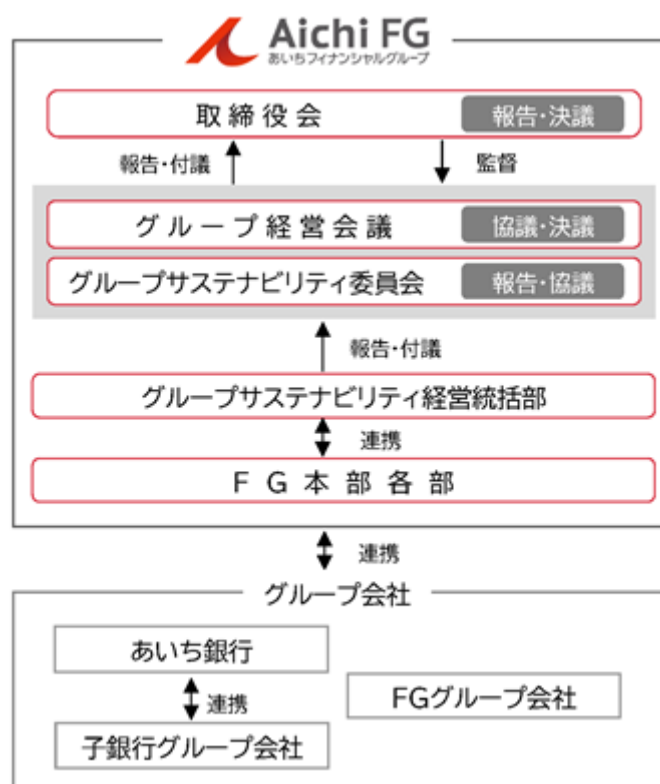 Aichi FG
あいちフィナンシャルグループ
取締役会 報告・決議
報告・付議 監督
グループ経営会議 協議・決議
グループサステナビリティ委員会 報告・協議
報告・付議
グループサステナビリティ経営統括部
連携
FG本部各部
連携
グループ会社
あいち銀行
連携
FGグループ会社
子銀行グループ会社